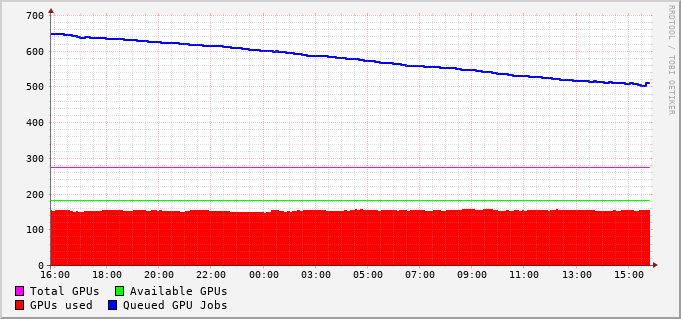 RRDTOOL / TOBI OETIKER
700
600
500
400
300
200
100
0
16:00 18:00 20:00 22:00 00:00 03:00 05:00 07:00 09:00 11:00 13:00 15:00
Total GPUs Available GPUs
GPUs used Queued GPU Jobs